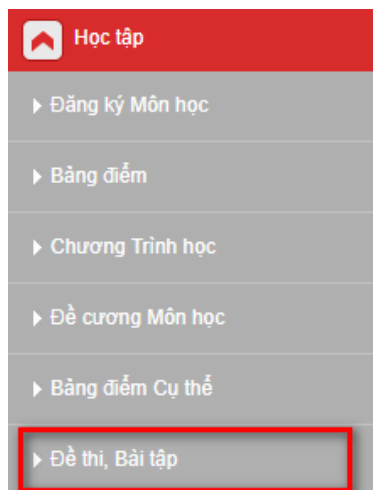 Học tập
Đăng ký Môn học
Bảng điểm
Chương Trình học
Đề cương Môn học
Bảng điểm Cụ thể
Đề thi, Bài tập